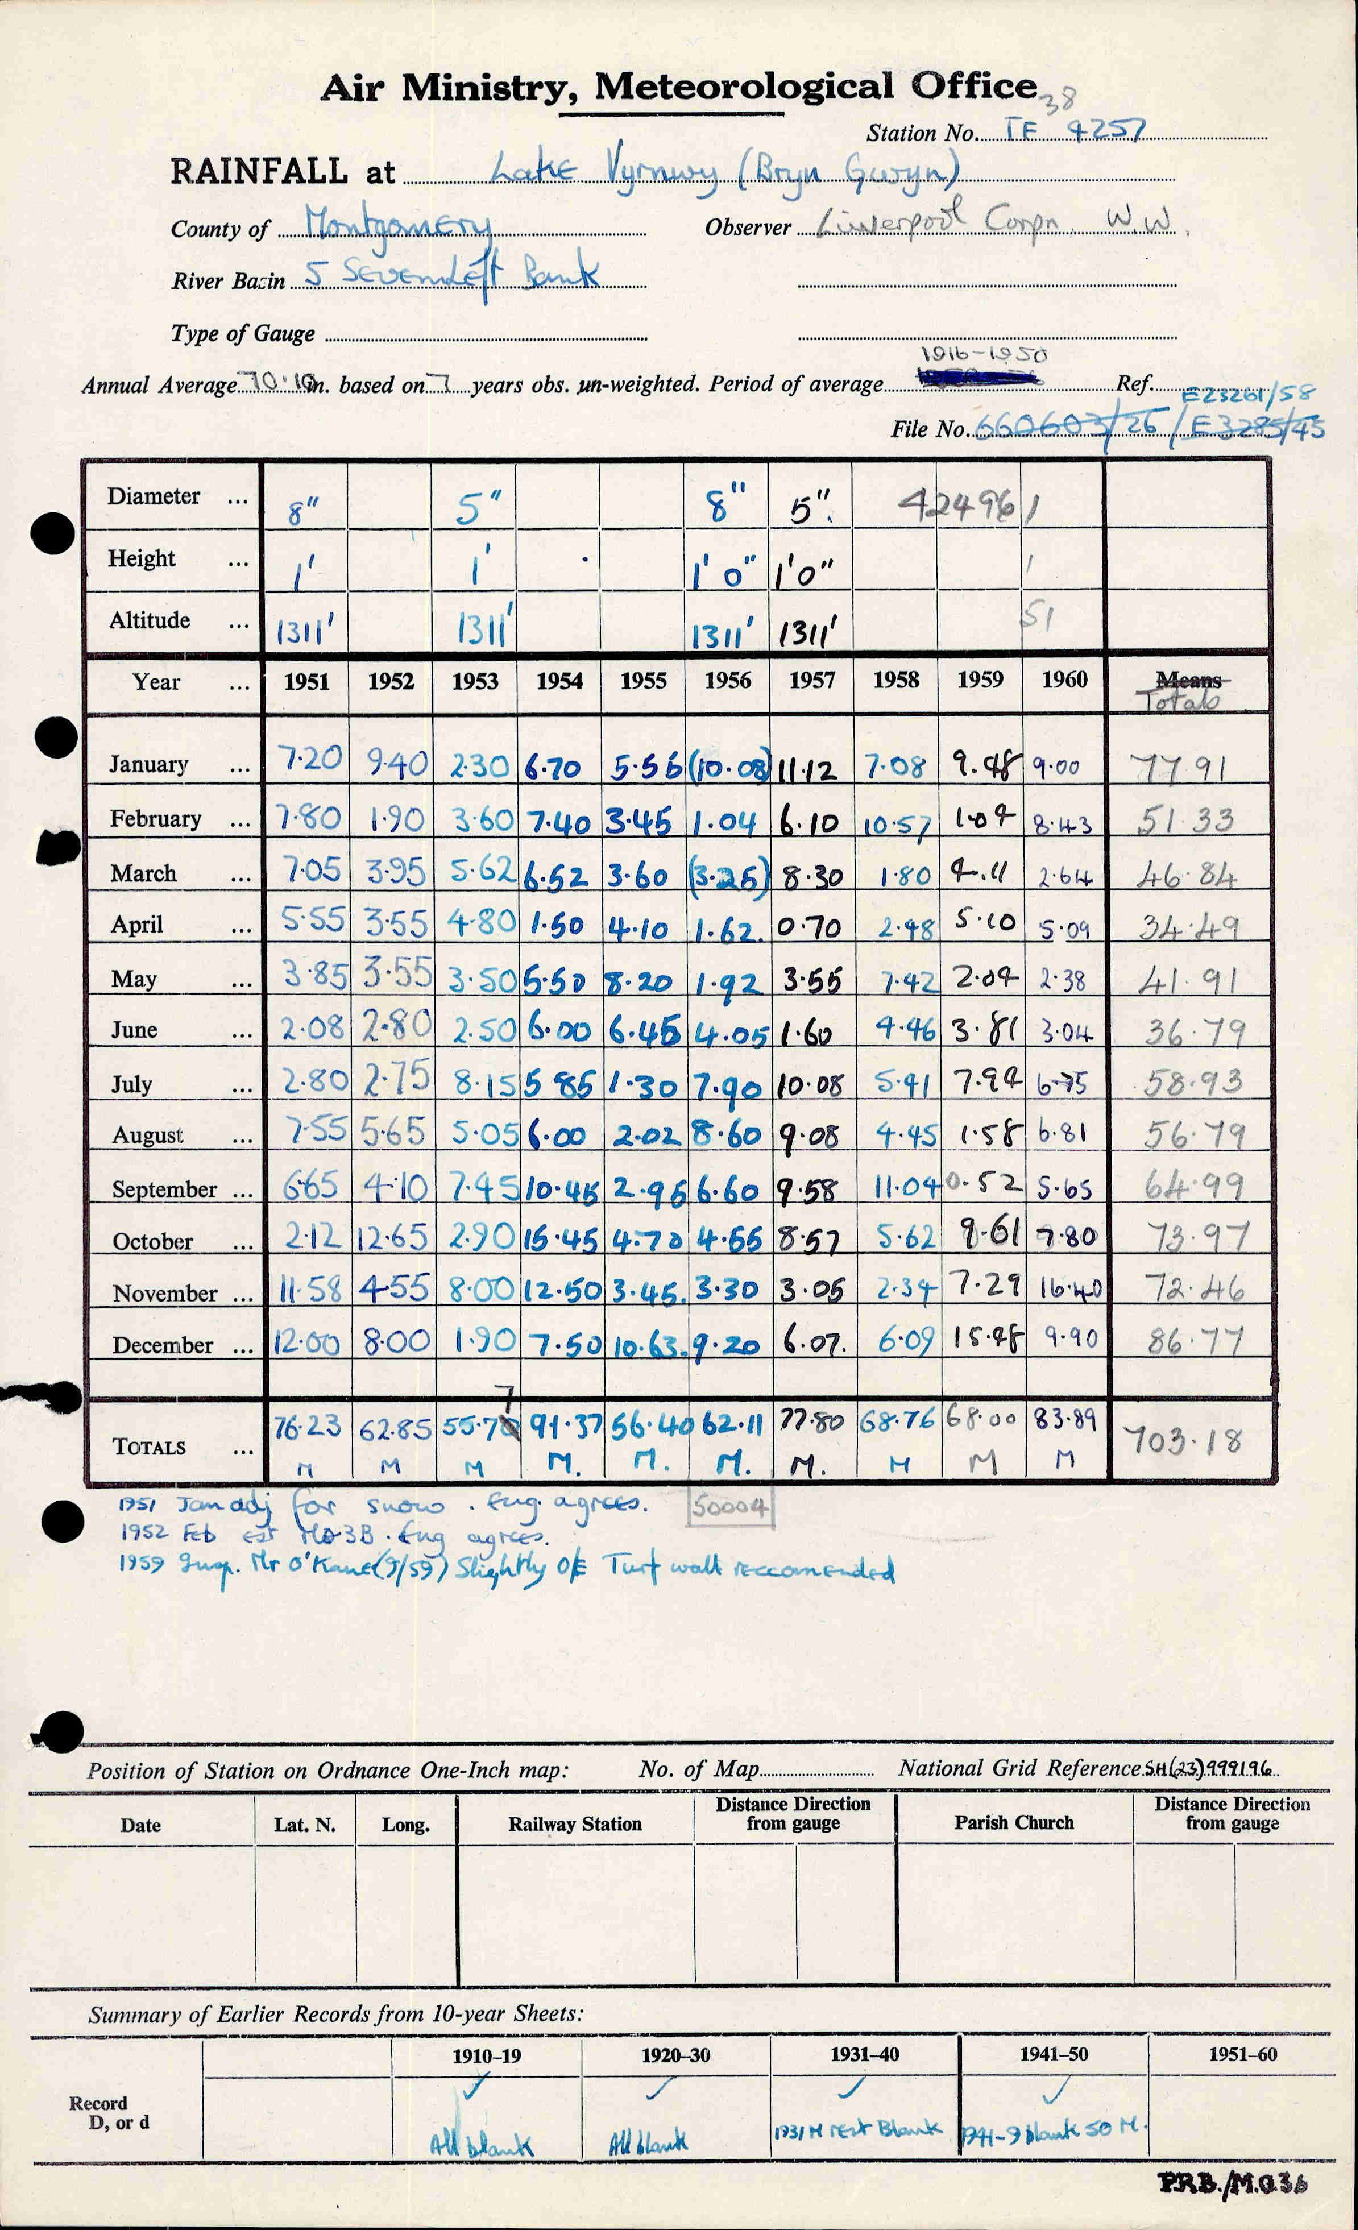 Air Ministry, Meteorological Office
38
Station No. TE 4257
RAINFALL at Lake Vyrnwy (Bryn Gwyn)
County of Montgomery Observer Liverpool Corpn. W.W.
River Basin 5 Severn Left Bank
Type of Gauge
1916-1950
Annual Average 70.10 in. based on 7 years obs. un-weighted. Period of average Ref. E23261/58
File No. 660603/26 / E3285/45
Diameter ... 8" 5" 8" 5". 424961
Height ... 1' 1' 1'0" 1'0"
Altitude ... 1311' 1311' 1311' 1311' 51
Year ... 1951 1952 1953 1954 1955 1956 1957 1958 1959 1960 Means
Totals
January ... 7.20 9.40 2.30 6.70 5.55 (10.08) 11.12 7.08 9.48 9.00 77.91
February ... 7.80 1.90 3.60 7.40 3.45 1.04 6.10 10.57 1.04 8.43 51.33
March ... 7.05 3.95 5.62 6.52 3.60 (3.25) 8.30 1.80 4.11 2.64 46.84
April ... 5.55 3.55 4.80 1.50 4.10 1.62 0.70 2.48 5.10 5.09 34.49
May ... 3.85 3.55 3.50 5.50 8.20 1.92 3.55 7.42 2.04 2.38 41.91
June ... 2.08 2.80 2.50 6.00 6.45 4.05 1.60 4.46 3.81 3.04 36.79
July ... 2.80 2.75 8.15 5 85 1.30 7.90 10.08 5.41 7.94 6.75 58.93
August ... 7.55 5.65 5.05 6.00 2.02 8.60 9.08 4.45 1.58 6.81 56.79
September ... 6.65 4.10 7.45 10.45 2.95 6.60 9.58 11.04 0.52 5.65 64.99
October ... 2.12 12.65 2.90 15.45 4.70 4.55 8.57 5.62 9.61 7.80 73.97
November ... 11.58 4.55 8.00 12.50 3.45 3.30 3.05 2.34 7.29 16.40 72.46
December ... 12.00 8.00 1.90 7.50 10.63 9.20 6.07 6.09 15.48 9.90 86.77
7
TOTALS ... 76.23 62.85 55.70 91.37 56.40 62.11 77.80 68.76 68.00 83.89 703.18
M M M M. M. M. M. M M M
1951 Jan adj for snow. Eng. agrees. 50004
1952 Feb est MO3B. Eng agrees.
1959 Insp. Mr O'Kane (9/59) Slightly O/E Turf wall reccomended
Position of Station on Ordnance One-Inch map: No. of Map National Grid Reference SH(23)999196
Date Lat. N. Long. Railway Station Distance Direction from gauge Parish Church Distance Direction from gauge
Summary of Earlier Records from 10-year Sheets:
1910–19 1920–30 1931–40 1941–50 1951–60
Record
D, or d
All blank All blank 1931 M rest Blank 1941-9 blank 50 M.
P.R.B./M.O.36